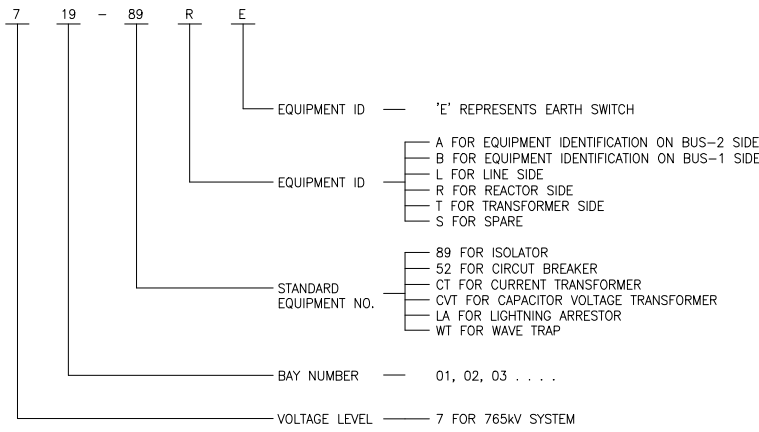 7 19 - 89 R E
EQUIPMENT ID 'E' REPRESENTS EARTH SWITCH
EQUIPMENT ID
A FOR EQUIPMENT IDENTIFICATION ON BUS-2 SIDE
B FOR EQUIPMENT IDENTIFICATION ON BUS-1 SIDE
L FOR LINE SIDE
R FOR REACTOR SIDE
T FOR TRANSFORMER SIDE
S FOR SPARE
STANDARD
EQUIPMENT NO.
89 FOR ISOLATOR
52 FOR CIRCUT BREAKER
CT FOR CURRENT TRANSFORMER
CVT FOR CAPACITOR VOLTAGE TRANSFORMER
LA FOR LIGHTNING ARRESTOR
WT FOR WAVE TRAP
BAY NUMBER 01, 02, 03 . . . .
VOLTAGE LEVEL 7 FOR 765kV SYSTEM